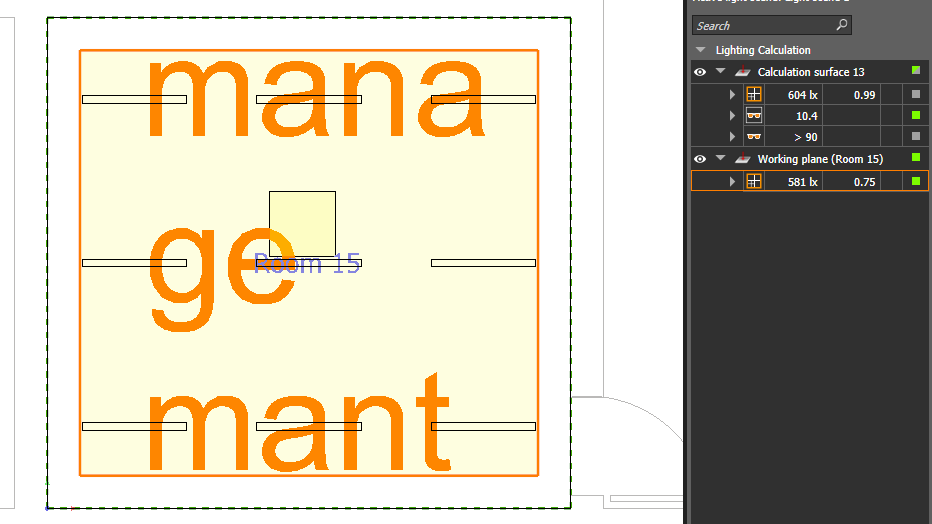 Search
Lighting Calculation
Calculation surface 13
604 lx 0.99
10.4
> 90
Working plane (Room 15)
581 lx 0.75
mana
ge
Room 15
mant